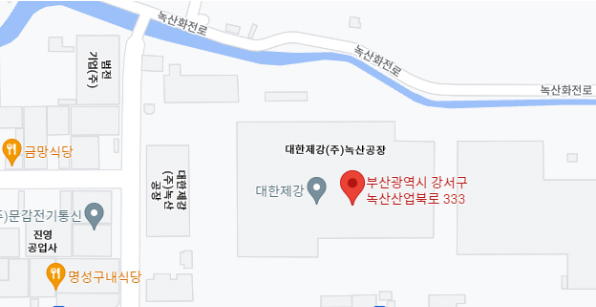 녹산화전로
녹산화전로
녹산화전로
범전
기업(주)
금망식당
대한제강(주)녹산공장
대한제강
(주)녹산
공장
대한제강
부산광역시 강서구
녹산산업북로 333
주)문갑전기통신
진영
공업사
명성구내식당